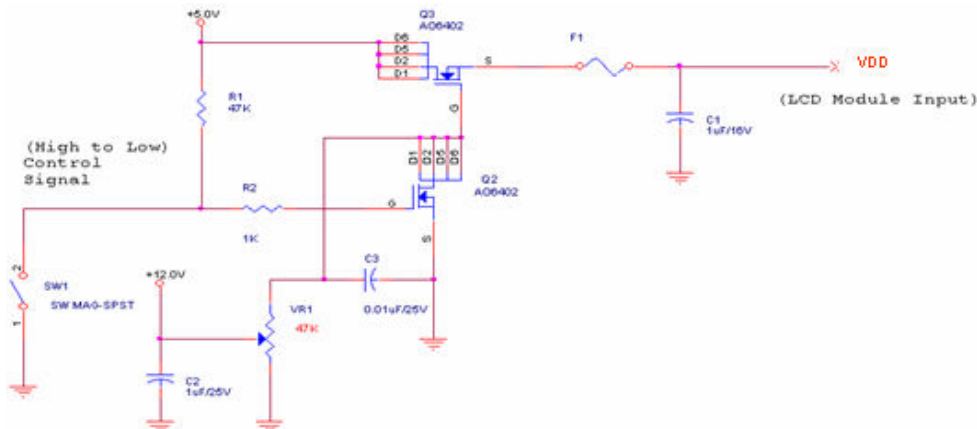 +5.0V
Q3
AO6402
D6
D5
D2
D1
S
G
F1
VDD
(LCD Module Input)
C1
1uF/16V
R1
47K
(High to Low)
Control
Signal
R2
1K
G
D1
D2
D5
D6
Q2
AO6402
S
C3
0.01uF/25V
2
SW1
SW MAG-SPST
1
+12.0V
VR1
47K
C2
1uF/25V